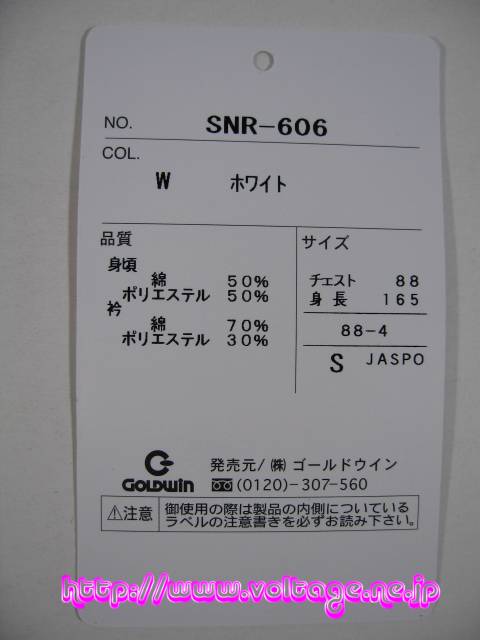 NO. SNR-606
COL.
W ホワイト
品質
身頃
綿 50%
ポリエステル 50%
衿
綿 70%
ポリエステル 30%
サイズ
チェスト 88
身長 165
88-4
S JASPO
GOLDWIN
発売元/(株)ゴールドウイン
(0120)-307-560
⚠注意
御使用の際は製品の内側についている
ラベルの注意書きを必ずお読み下さい。
http://www.voltage.ne.jp